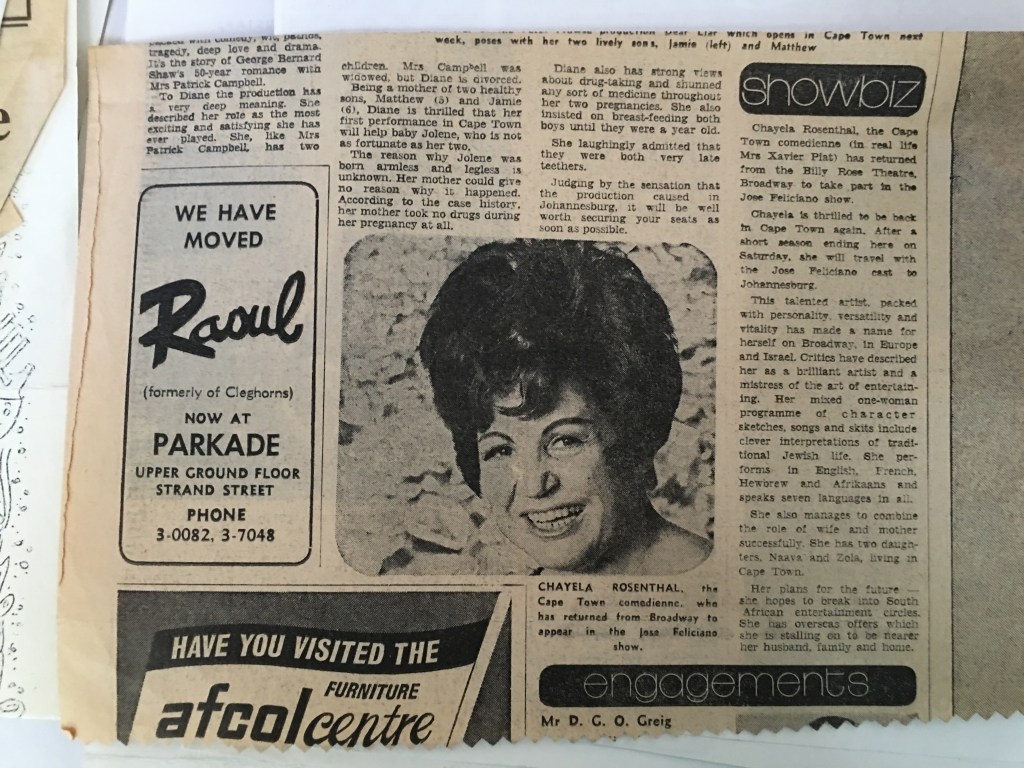 tragedy, deep love and drama.
It's the story of George Bernard
Shaw's 50-year romance with
Mrs Patrick Campbell.
To Diane the production has
a very deep meaning. She
described her role as the most
exciting and satisfying she has
ever played. She, like Mrs
Patrick Campbell, has two
which opens in Cape Town next
week, poses with her two lively sons, Jamie (left) and Matthew
children. Mrs Campbell was
widowed, but Diane is divorced.
Being a mother of two healthy
sons, Matthew (5) and Jamie
(6), Diane is thrilled that her
first performance in Cape Town
will help baby Jolene, who is not
as fortunate as her two.
The reason why Jolene was
born armless and legless is
unknown. Her mother could give
no reason why it happened.
According to the case history,
her mother took no drugs during
her pregnancy at all.
Diane also has strong views
about drug-taking and shunned
any sort of medicine throughout
her two pregnancies. She also
insisted on breast-feeding both
boys until they were a year old.
She laughingly admitted that
they were both very late
teethers.
Judging by the sensation that
the production caused in
Johannesburg, it will be well
worth securing your seats as
soon as possible.
showbiz
Chayela Rosenthal, the Cape
Town comedienne (in real life
Mrs Xavier Piat) has returned
from the Billy Rose Theatre,
Broadway to take part in the
Jose Feliciano show.
Chayela is thrilled to be back
in Cape Town again. After a
short season ending here on
Saturday, she will travel with
the Jose Feliciano cast to
Johannesburg.
This talented artist, packed
with personality, versatility and
vitality has made a name for
herself on Broadway, in Europe
and Israel. Critics have described
her as a brilliant artist and a
mistress of the art of entertain-
ing. Her mixed one-woman
programme of character
sketches, songs and skits include
clever interpretations of tradi-
tional Jewish life. She per-
forms in English, French,
Hewbrew and Afrikaans and
speaks seven languages in all.
She also manages to combine
the role of wife and mother
successfully. She has two daugh-
ters, Naava and Zola, living in
Cape Town.
Her plans for the future —
she hopes to break into South
African entertainment circles.
She has overseas offers which
she is stalling on to be nearer
her husband, family and home.
WE HAVE
MOVED
Raoul
(formerly of Cleghorns)
NOW AT
PARKADE
UPPER GROUND FLOOR
STRAND STREET
PHONE
3-0082, 3-7048
CHAYELA ROSENTHAL, the
Cape Town comedienne, who
has returned from Broadway to
appear in the Jose Feliciano
show.
HAVE YOU VISITED THE
FURNITURE
afcol centre
engagements
Mr D. G. O. Greig